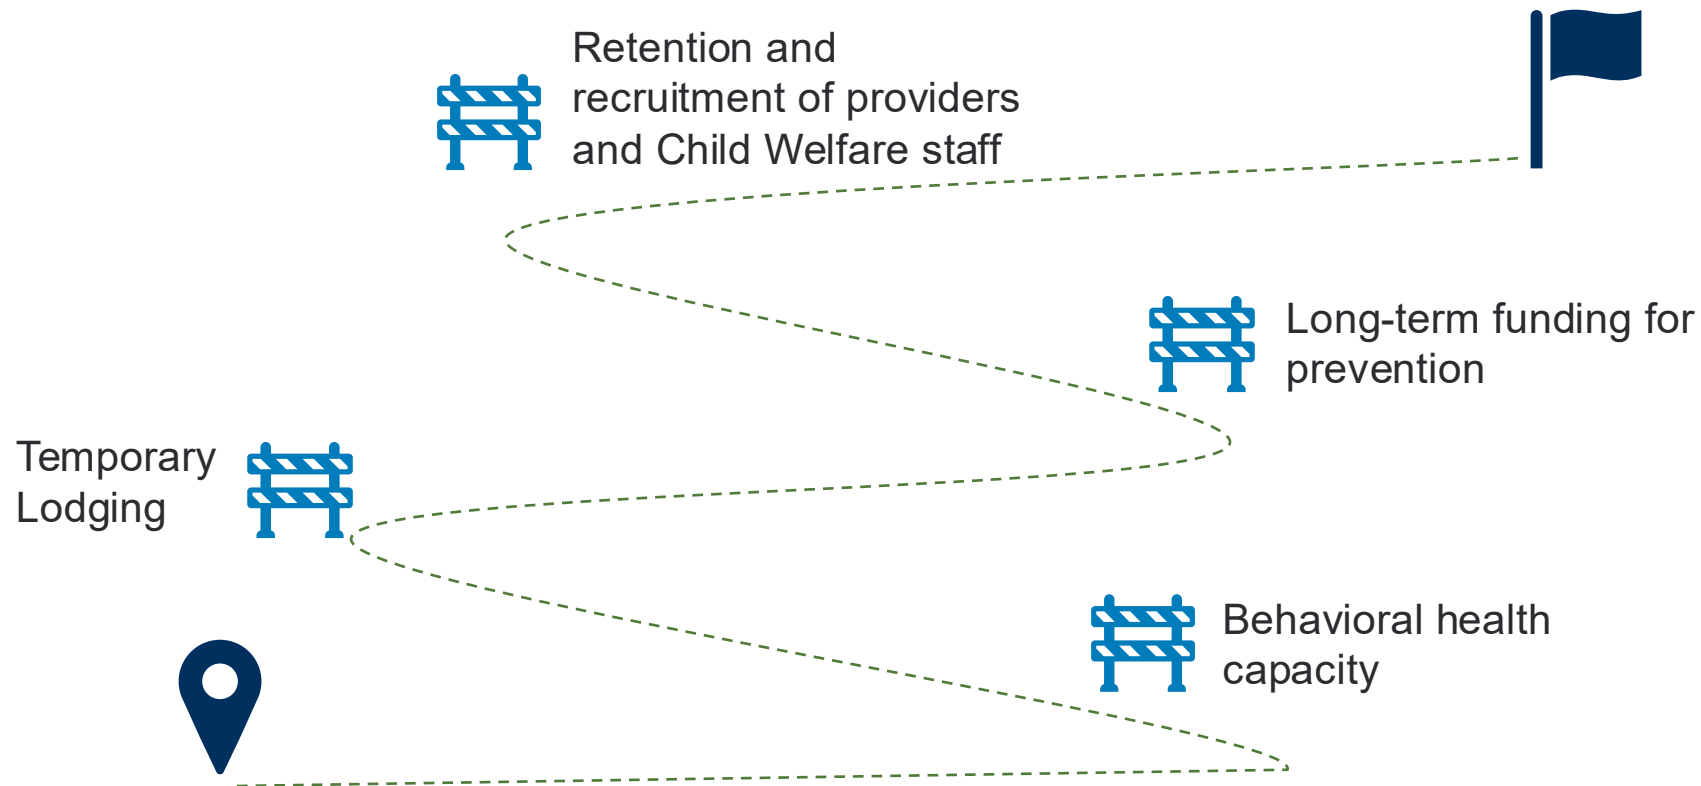 Retention and
recruitment of providers
and Child Welfare staff
Long-term funding for
prevention
Temporary
Lodging
Behavioral health
capacity